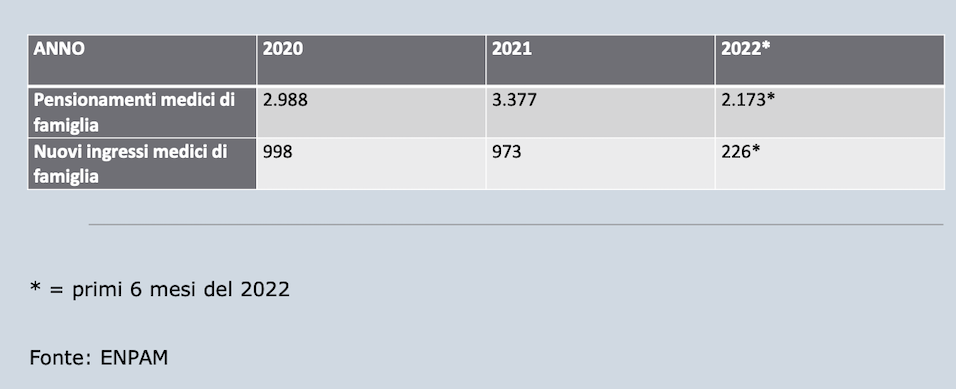 ANNO 2020 2021 2022*
Pensionamenti medici di 2.988 3.377 2.173*
famiglia
Nuovi ingressi medici di 998 973 226*
famiglia
* = primi 6 mesi del 2022
Fonte: ENPAM